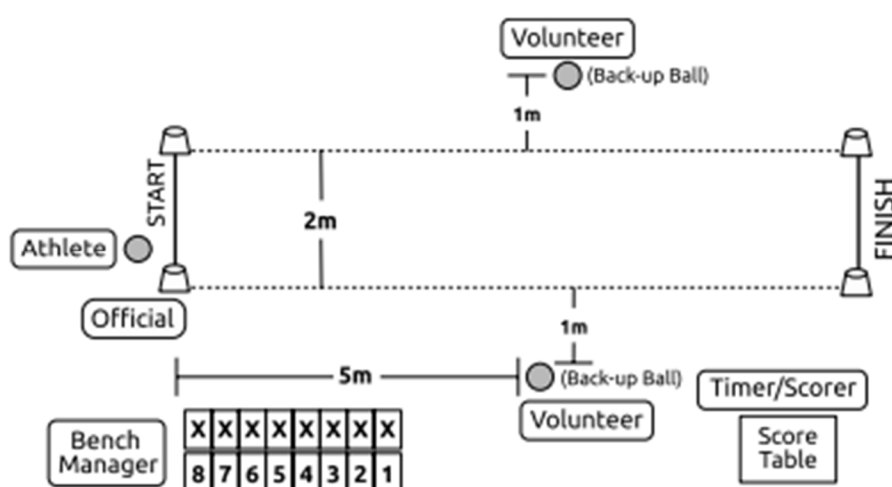 Volunteer
(Back-up Ball)
1m
START
2m
FINISH
Athlete
Official
1m
5m
(Back-up Ball)
Volunteer
Timer/Scorer
Bench
Manager
X X X X X X X X
8 7 6 5 4 3 2 1
Score
Table